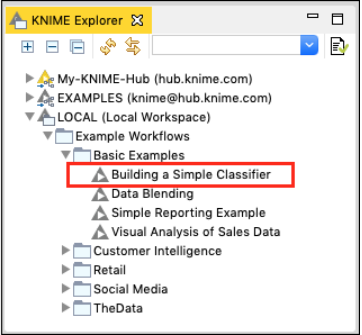 KNIME Explorer
My-KNIME-Hub (hub.knime.com)
EXAMPLES (knime@hub.knime.com)
LOCAL (Local Workspace)
Example Workflows
Basic Examples
Building a Simple Classifier
Data Blending
Simple Reporting Example
Visual Analysis of Sales Data
Customer Intelligence
Retail
Social Media
TheData